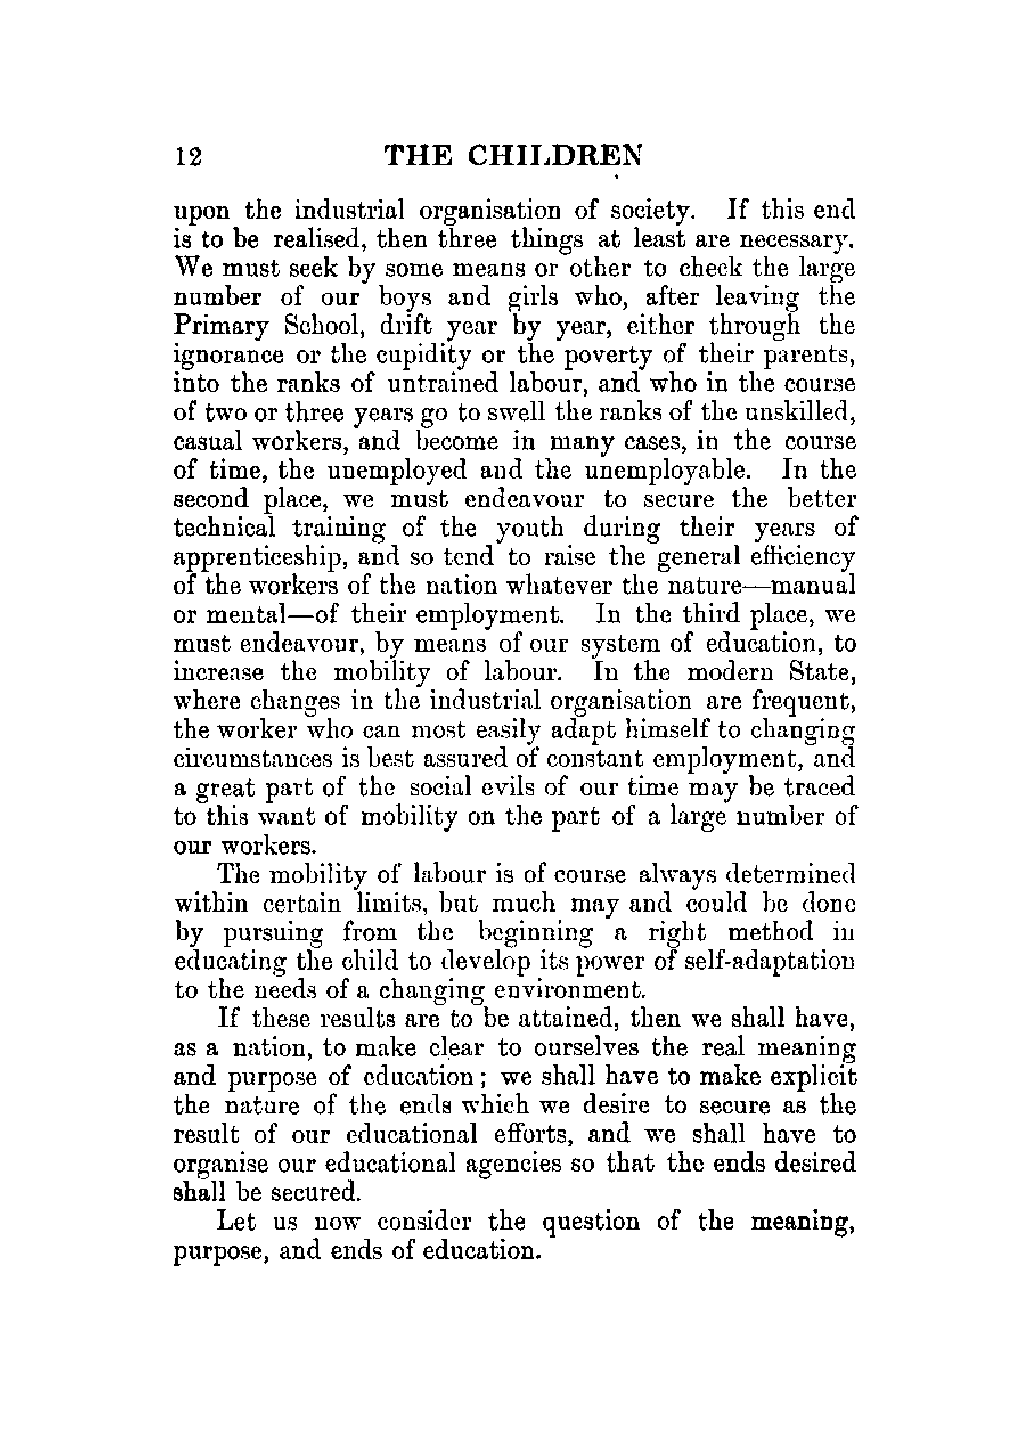 12 THE CHILDREN
upon the industrial organisation of society. If this end
is to be realised, then three things at least are necessary.
We must seek by some means or other to check the large
number of our boys and girls who, after leaving the
Primary School, drift year by year, either through the
ignorance or the cupidity or the poverty of their parents,
into the ranks of untrained labour, and who in the course
of two or three years go to swell the ranks of the unskilled,
casual workers, and become in many cases, in the course
of time, the unemployed and the unemployable. In the
second place, we must endeavour to secure the better
technical training of the youth during their years of
apprenticeship, and so tend to raise the general efficiency
of the workers of the nation whatever the nature—manual
or mental—of their employment. In the third place, we
must endeavour, by means of our system of education, to
increase the mobility of labour. In the modern State,
where changes in the industrial organisation are frequent,
the worker who can most easily adapt himself to changing
circumstances is best assured of constant employment, and
a great part of the social evils of our time may be traced
to this want of mobility on the part of a large number of
our workers.
The mobility of labour is of course always determined
within certain limits, but much may and could be done
by pursuing from the beginning a right method in
educating the child to develop its power of self-adaptation
to the needs of a changing environment.
If these results are to be attained, then we shall have,
as a nation, to make clear to ourselves the real meaning
and purpose of education; we shall have to make explicit
the nature of the ends which we desire to secure as the
result of our educational efforts, and we shall have to
organise our educational agencies so that the ends desired
shall be secured.
Let us now consider the question of the meaning,
purpose, and ends of education.